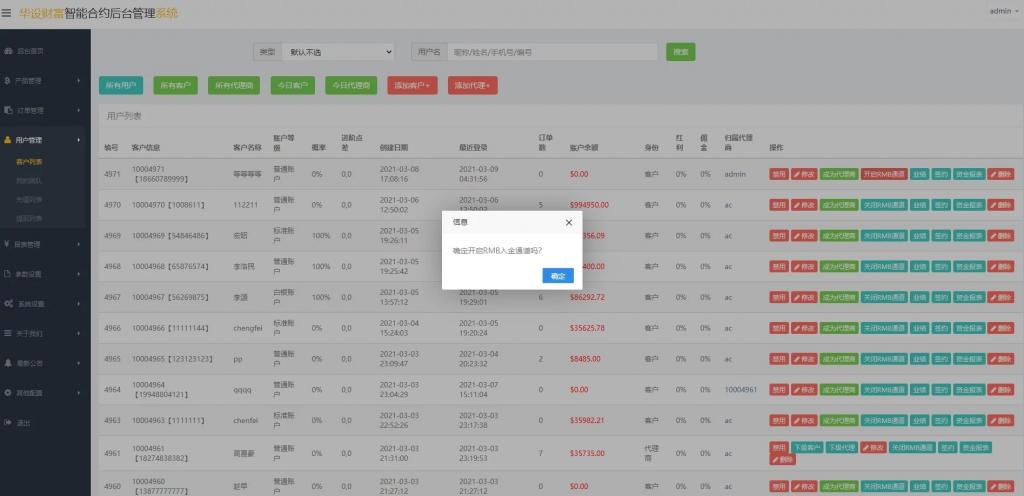 华设财富智能合约后台管理系统
admin
后台首页
产品管理
订单管理
用户管理
客户列表
我的团队
充值列表
提现列表
报表管理
参数设置
系统设置
关于我们
最新公告
其他配置
退出
类型 默认不选 用户名 昵称/姓名/手机号/编号 搜索
所有用户 所有客户 所有代理商 今日客户 今日代理商 添加客户+ 添加代理+
用户列表
编号 客户信息 客户名称 账户等级 概率 进阶点差 创建日期 最近登录 订单数 账户余额 身份 红利 佣金 归属代理商 操作
4971 10004971【18660789999】 等等等等 普通账户 0% 0,0 2021-03-08 17:08:16 2021-03-09 04:31:56 0 $0.00 客户 0% 0% admin 禁用 修改 成为代理商 开启RMB通道 业绩 签约 资金报表 删除
4970 10004970【1008611】 112211 普通账户 0% 0,0 2021-03-06 12:50:02 2021-03-06 12:50:02 5 $994950.00 客户 0% 0% ac 禁用 修改 成为代理商 关闭RMB通道 业绩 签约 资金报表 删除
4969 10004969【54846486】 标准账户 100% 0,0 2021-03-05 19:26:11 356.09 客户 0% 0% ac 禁用 修改 成为代理商 关闭RMB通道 业绩 签约 资金报表 删除
4968 10004968【65876574】 李浩民 普通账户 100% 0,0 2021-03-05 19:25:42 400.00 客户 0% 0% ac 禁用 修改 成为代理商 关闭RMB通道 业绩 签约 资金报表 删除
4967 10004967【56269875】 白银账户 100% 0,0 2021-03-05 13:57:12 2021-03-05 19:29:01 6 $86292.72 客户 0% 0% ac 禁用 修改 成为代理商 关闭RMB通道 业绩 签约 资金报表 删除
4966 10004966【11111144】 chengfei 标准账户 0% 0,0 2021-03-04 15:24:03 2021-03-05 19:20:24 0 $35625.78 客户 0% 0% ac 禁用 修改 成为代理商 关闭RMB通道 业绩 签约 资金报表 删除
4965 10004965【123123123】 pp 普通账户 0% 0,0 2021-03-03 23:09:47 2021-03-04 20:23:32 2 $8485.00 客户 0% 0% ac 禁用 修改 成为代理商 关闭RMB通道 业绩 签约 资金报表 删除
4964 10004964【19948804121】 qqqq 普通账户 0% 0,0 2021-03-03 23:04:29 2021-03-07 15:11:04 0 $0.00 客户 0% 0% 10004961 禁用 修改 成为代理商 关闭RMB通道 业绩 签约 资金报表 删除
4963 10004963【1111111】 chenfei 标准账户 0% 0,0 2021-03-03 22:52:26 2021-03-03 23:17:38 0 $35982.21 客户 0% 0% ac 禁用 修改 成为代理商 关闭RMB通道 业绩 签约 资金报表 删除
4961 10004961【18274838382】 普通账户 0% 0,0 2021-03-03 21:31:00 2021-03-03 23:19:53 7 $35735.00 代理商 0% 0% ac 禁用 下级客户 下级代理 修改 关闭RMB通道 业绩 签约 资金报表 删除
4960 10004960【13877777777】 赵早 普通账户 0% 0,0 2021-03-03 21:27:12 2021-03-03 21:27:12 0 $0.00 客户 0% 0% ac 禁用 修改 成为代理商 关闭RMB通道 业绩 签约 资金报表 删除
信息
确定开启RMB入金通道吗?
确定